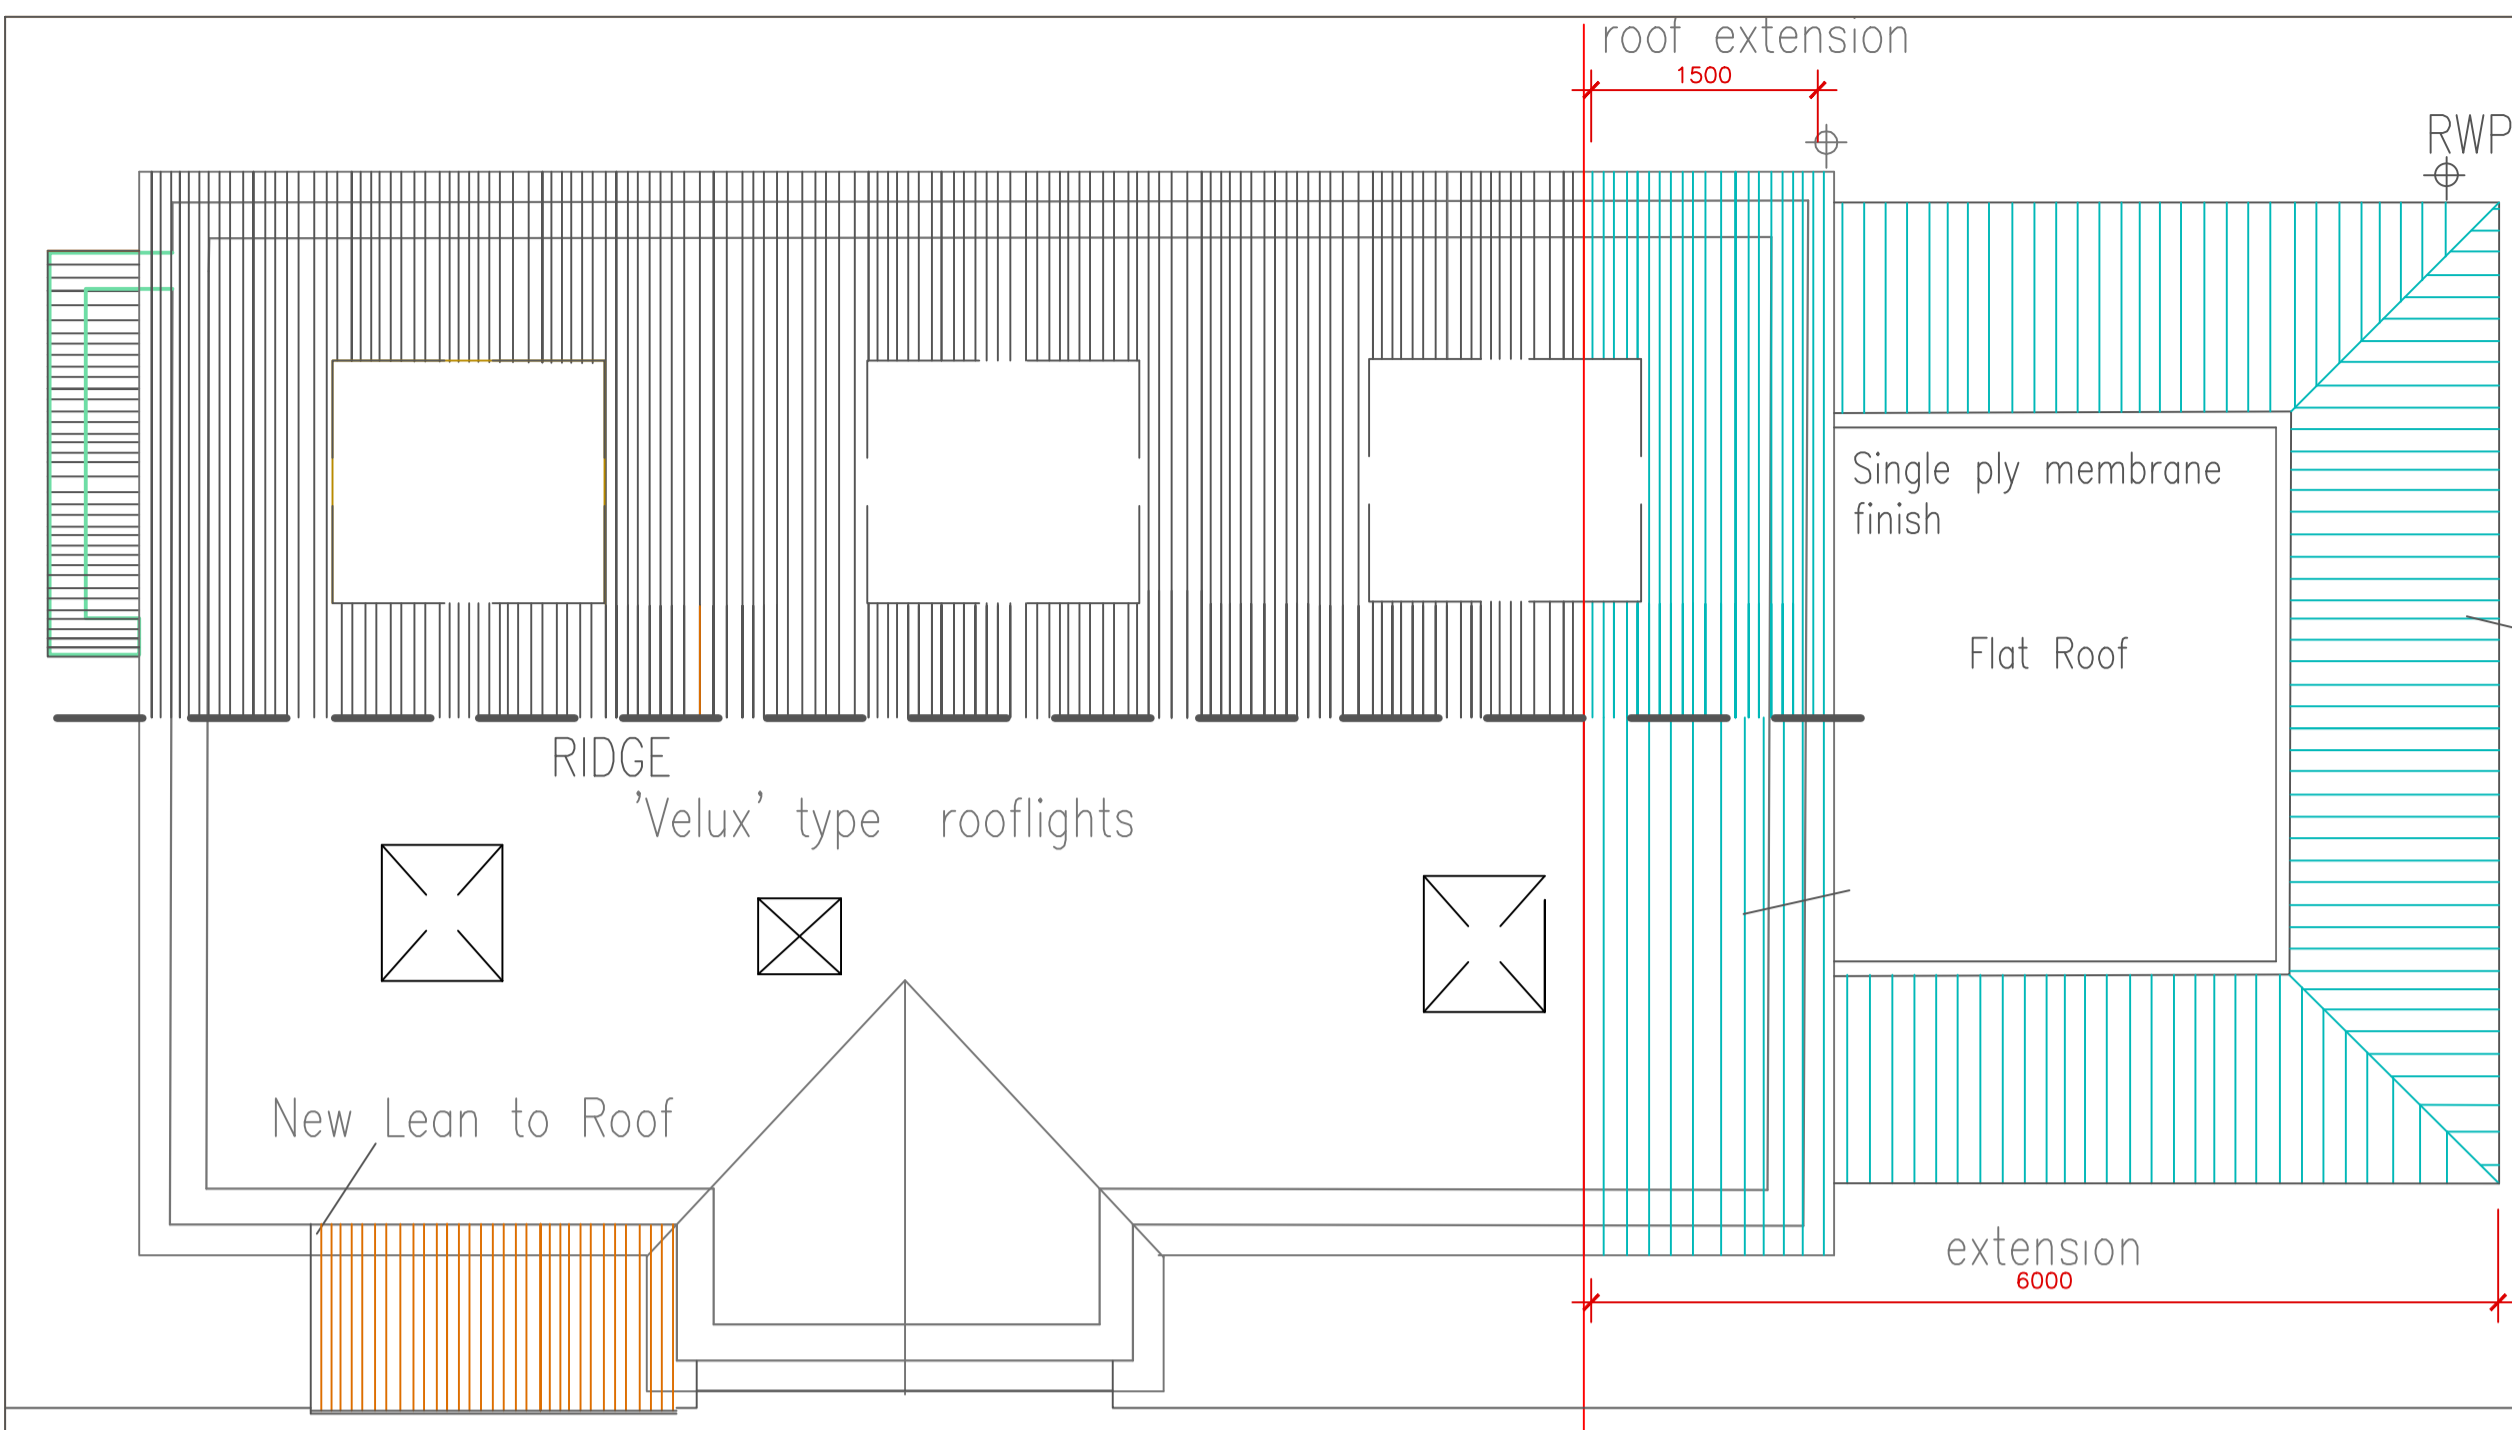 roof extension
1500
RWP
Single ply membrane
finish
Flat Roof
RIDGE
'Velux' type rooflights
New Lean to Roof
extension
6000